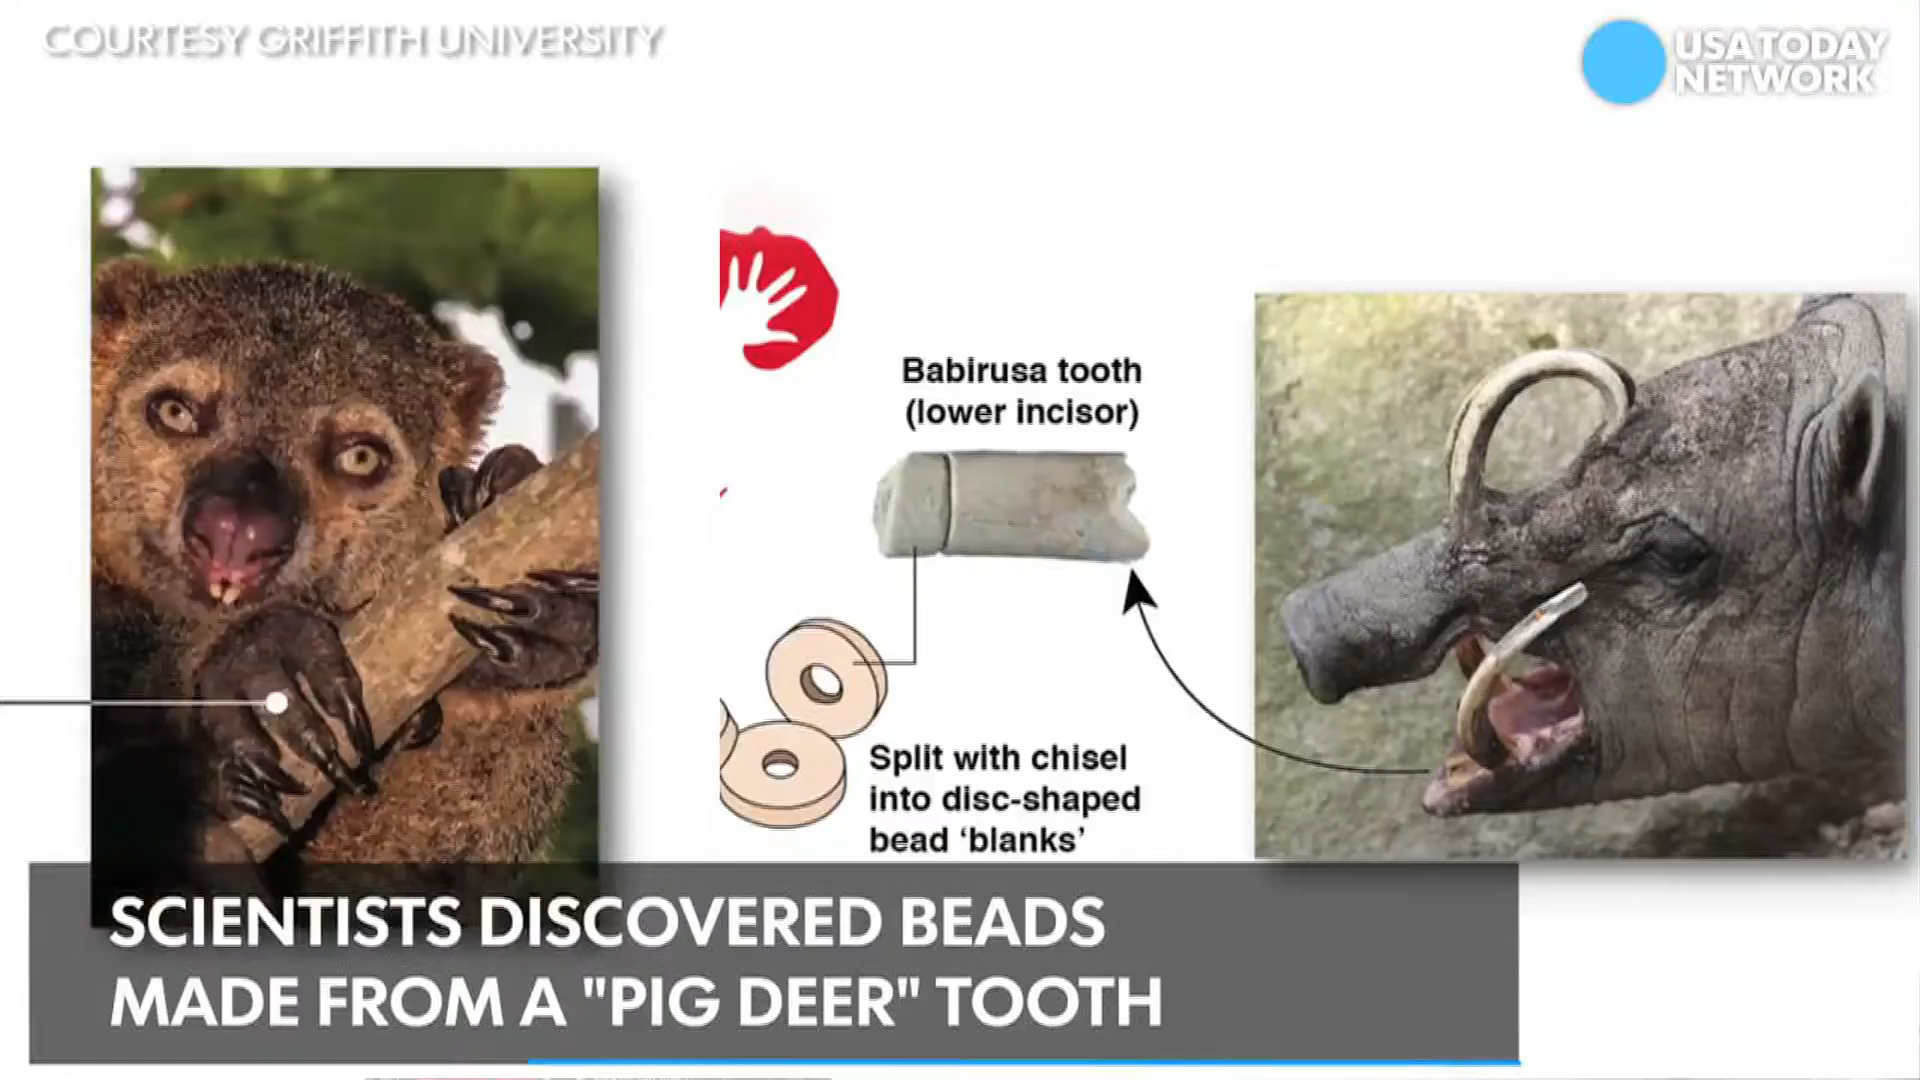 COURTESY GRIFFITH UNIVERSITY
USA TODAY
NETWORK
Babirusa tooth
(lower incisor)
Split with chisel
into disc-shaped
bead ‘blanks’
SCIENTISTS DISCOVERED BEADS
MADE FROM A "PIG DEER" TOOTH